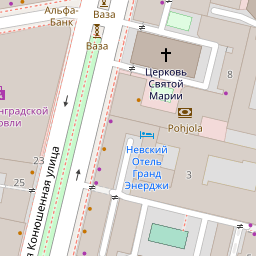 Альфа-
Банк
Ваза
Ваза
Церковь
Святой
Марии
8
Pohjola
Невский
Отель
Гранд
Энерджи
23
25
3
Конюшенная улица